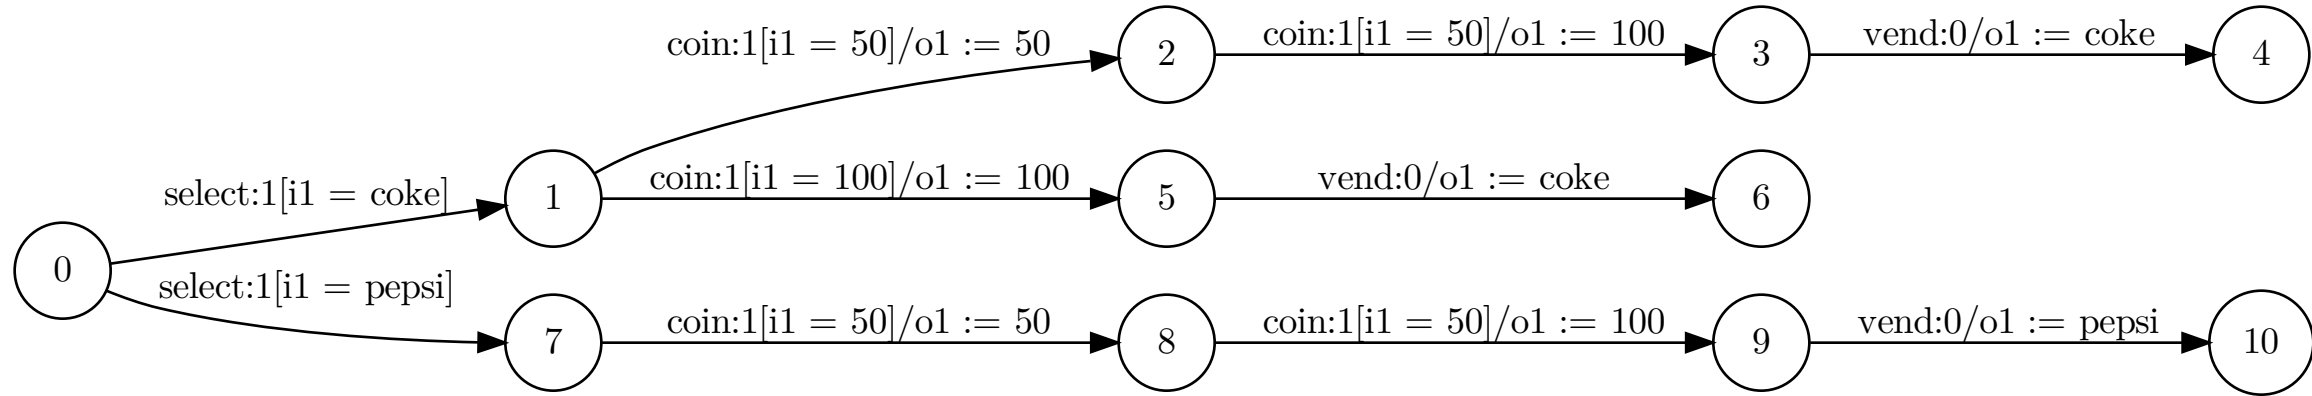 coin:1[i1 = 50]/o1 := 50
2
coin:1[i1 = 50]/o1 := 100
3
vend:0/o1 := coke
4
select:1[i1 = coke]
1
coin:1[i1 = 100]/o1 := 100
5
vend:0/o1 := coke
6
0
select:1[i1 = pepsi]
7
coin:1[i1 = 50]/o1 := 50
8
coin:1[i1 = 50]/o1 := 100
9
vend:0/o1 := pepsi
10